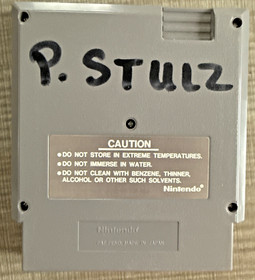 P. STULZ
CAUTION
●DO NOT STORE IN EXTREME TEMPERATURES.
●DO NOT IMMERSE IN WATER.
●DO NOT CLEAN WITH BENZENE, THINNER,
ALCOHOL OR OTHER SUCH SOLVENTS.
Nintendo®
Nintendo